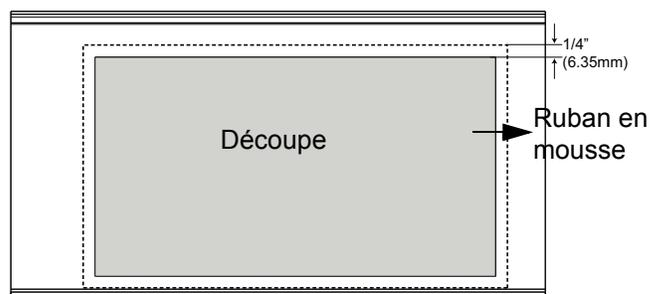 1/4”
(6.35mm)
Découpe
Ruban en
mousse